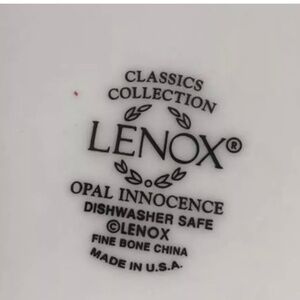 CLASSICS
COLLECTION
LENOX®
OPAL INNOCENCE
DISHWASHER SAFE
©LENOX
FINE BONE CHINA
MADE IN U.S.A.